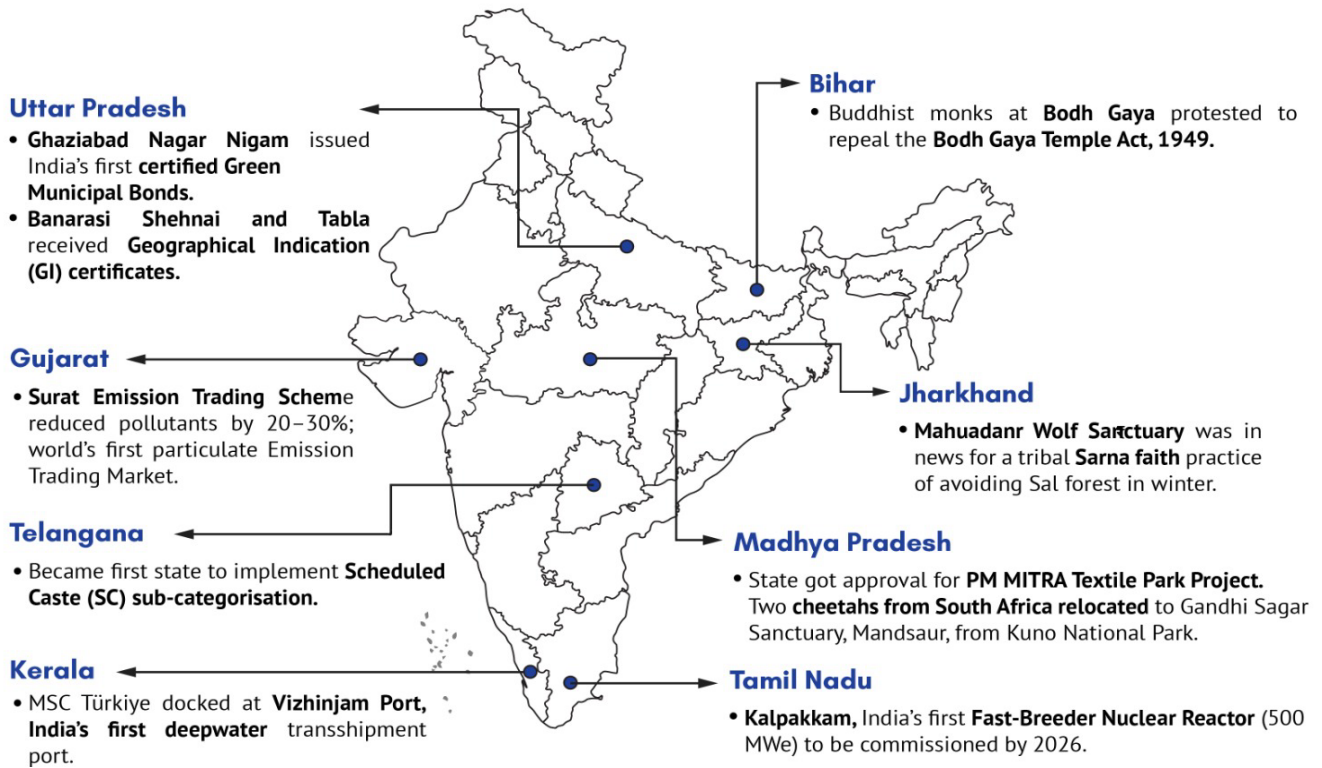 Uttar Pradesh
• Ghaziabad Nagar Nigam issued
India's first certified Green
Municipal Bonds.
• Banarasi Shehnai and Tabla
received Geographical Indication
(GI) certificates.
Bihar
• Buddhist monks at Bodh Gaya protested to
repeal the Bodh Gaya Temple Act, 1949.
Gujarat
• Surat Emission Trading Scheme
reduced pollutants by 20–30%;
world's first particulate Emission
Trading Market.
Jharkhand
• Mahuadanr Wolf Sanctuary was in
news for a tribal Sarna faith practice
of avoiding Sal forest in winter.
Telangana
• Became first state to implement Scheduled
Caste (SC) sub-categorisation.
Madhya Pradesh
• State got approval for PM MITRA Textile Park Project.
Two cheetahs from South Africa relocated to Gandhi Sagar
Sanctuary, Mandsaur, from Kuno National Park.
Kerala
• MSC Türkiye docked at Vizhinjam Port,
India's first deepwater transshipment
port.
Tamil Nadu
• Kalpakkam, India's first Fast-Breeder Nuclear Reactor (500
MWe) to be commissioned by 2026.